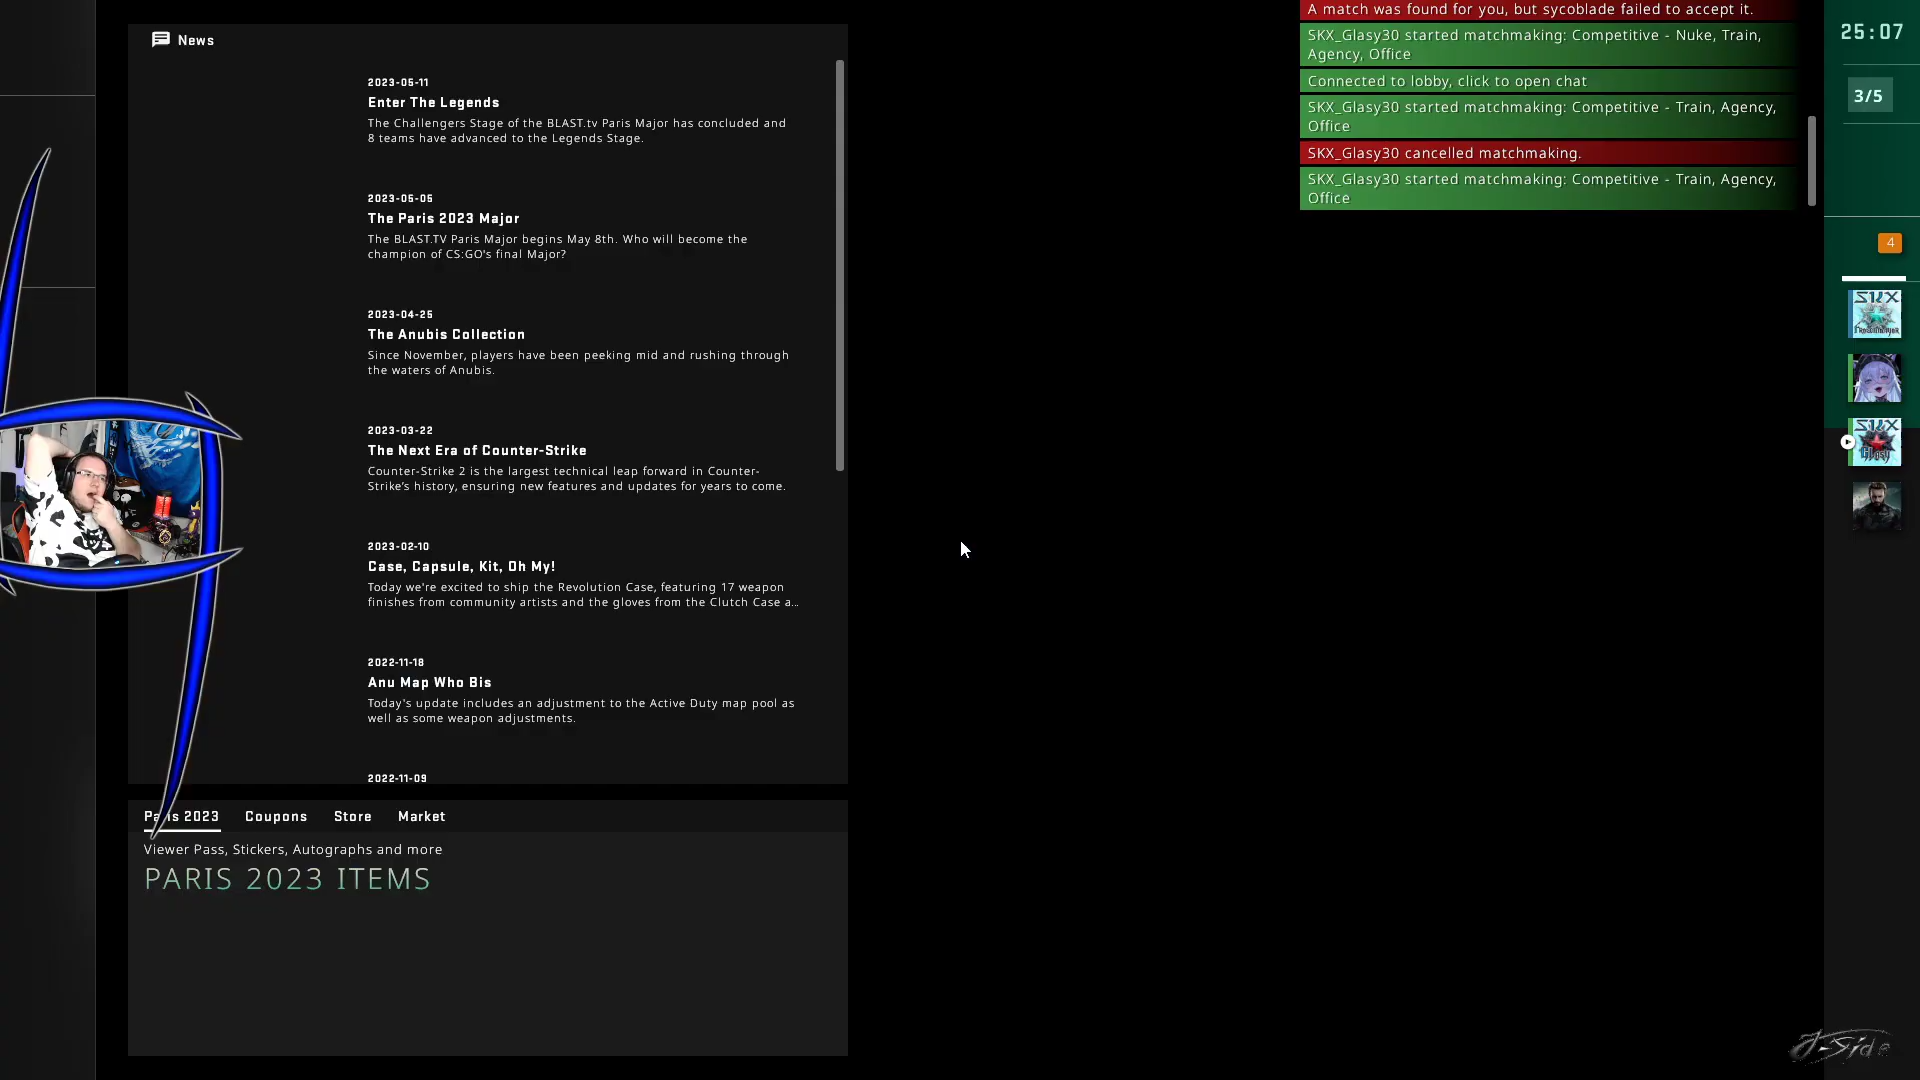 News
2023-05-11
Enter The Legends
The Challengers Stage of the BLAST.tv Paris Major has concluded and
8 teams have advanced to the Legends Stage.
2023-05-05
The Paris 2023 Major
The BLAST.TV Paris Major begins May 8th. Who will become the
champion of CS:GO's final Major?
2023-04-25
The Anubis Collection
Since November, players have been peeking mid and rushing through
the waters of Anubis.
2023-03-22
The Next Era of Counter-Strike
Counter-Strike 2 is the largest technical leap forward in Counter-
Strike's history, ensuring new features and updates for years to come.
2023-02-10
Case, Capsule, Kit, Oh My!
Today we're excited to ship the Revolution Case, featuring 17 weapon
finishes from community artists and the gloves from the Clutch Case a…
2022-11-18
Anu Map Who Bis
Today's update includes an adjustment to the Active Duty map pool as
well as some weapon adjustments.
2022-11-09
Paris 2023 Coupons Store Market
Viewer Pass, Stickers, Autographs and more
PARIS 2023 ITEMS
A match was found for you, but sycoblade failed to accept it.
SKX_Glasy30 started matchmaking: Competitive - Nuke, Train,
Agency, Office
Connected to lobby, click to open chat
SKX_Glasy30 started matchmaking: Competitive - Train, Agency,
Office
SKX_Glasy30 cancelled matchmaking.
SKX_Glasy30 started matchmaking: Competitive - Train, Agency,
Office
25:07
3/5
4
SKX
SKX
Glasy
J-Side